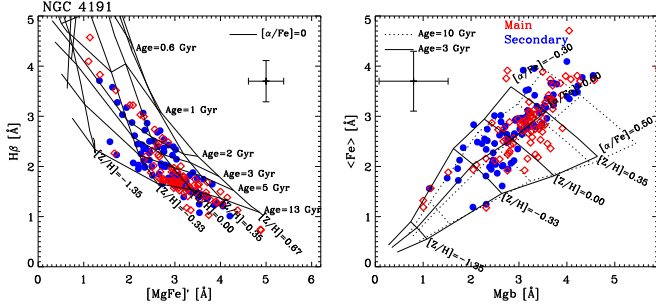 NGC 4191
[α/Fe]=0
Age=0.6 Gyr
Age=1 Gyr
Age=2 Gyr
Age=3 Gyr
Age=5 Gyr
Age=13 Gyr
[Z/H]=-1.35
[Z/H]=-0.33
[Z/H]=0.00
[Z/H]=0.35
[Z/H]=0.67
Hβ [Å]
5
4
3
2
1
0
0 1 2 3 4 5 6
[MgFe]' [Å]
Age=10 Gyr
Age=3 Gyr
Main
Secondary
[α/Fe]=-0.30
[α/Fe]=0.50
[Z/H]=0.35
[Z/H]=0.00
[Z/H]=-0.33
[Z/H]=-1.35
<Fe> [Å]
5
4
3
2
1
0
0 1 2 3 4 5 6
Mgb [Å]